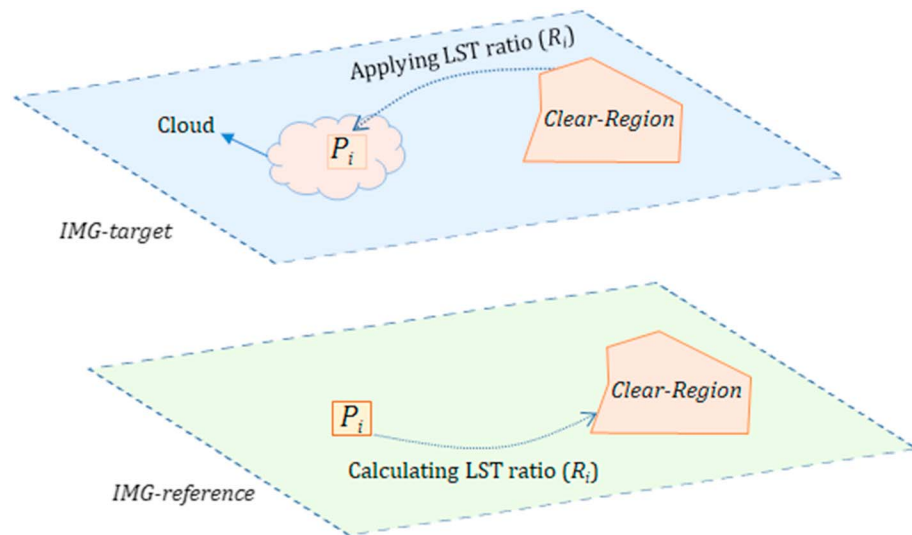 Applying LST ratio (Rᵢ)
Clear-Region
Cloud
Pᵢ
IMG-target
Clear-Region
Pᵢ
Calculating LST ratio (Rᵢ)
IMG-reference